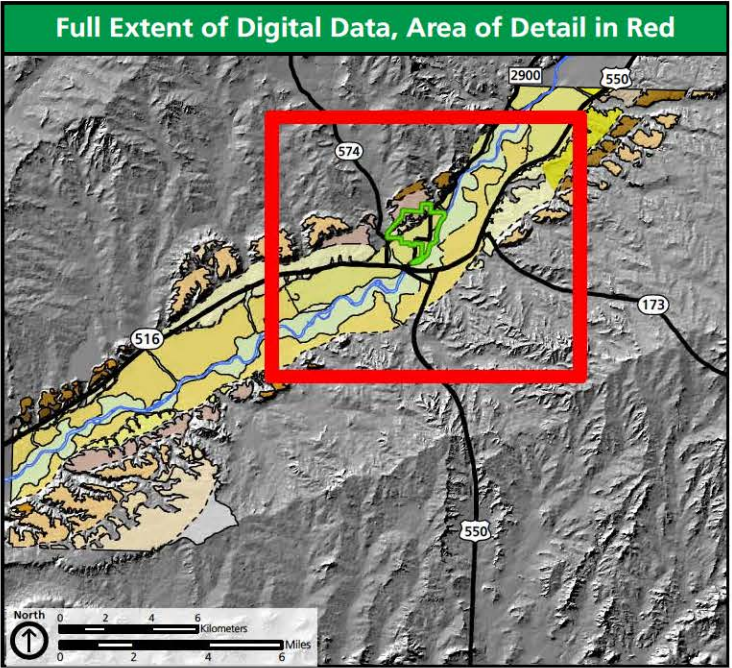 Full Extent of Digital Data, Area of Detail in Red
2900
550
574
173
516
550
North
0 2 4 6
Kilometers
Miles
0 2 4 6